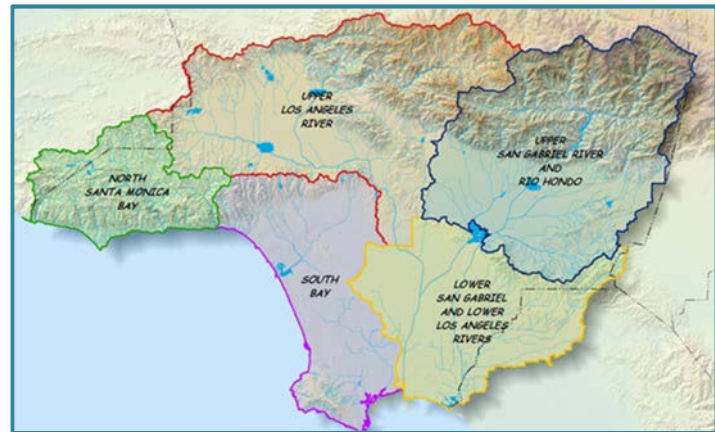 UPPER
LOS ANGELES
RIVER
UPPER
SAN GABRIEL RIVER
AND
RIO HONDO
NORTH
SANTA MONICA
BAY
SOUTH
BAY
LOWER
SAN GABRIEL
AND LOWER
LOS ANGELES
RIVERS